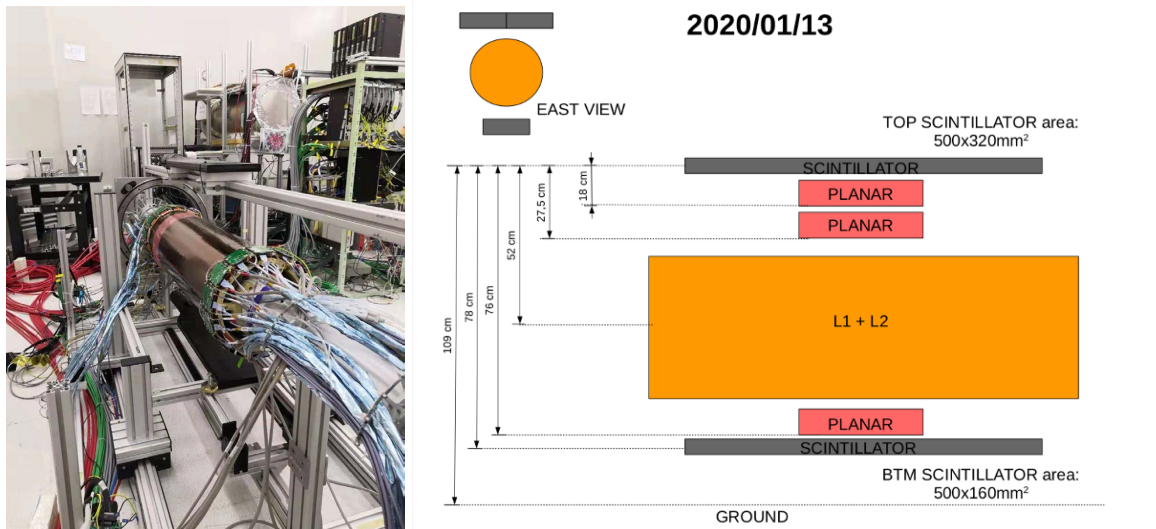 2020/01/13
EAST VIEW
TOP SCINTILLATOR area:
500x320mm²
SCINTILLATOR
PLANAR
PLANAR
18 cm
27,5 cm
52 cm
76 cm
78 cm
109 cm
L1 + L2
PLANAR
SCINTILLATOR
BTM SCINTILLATOR area:
500x160mm²
GROUND